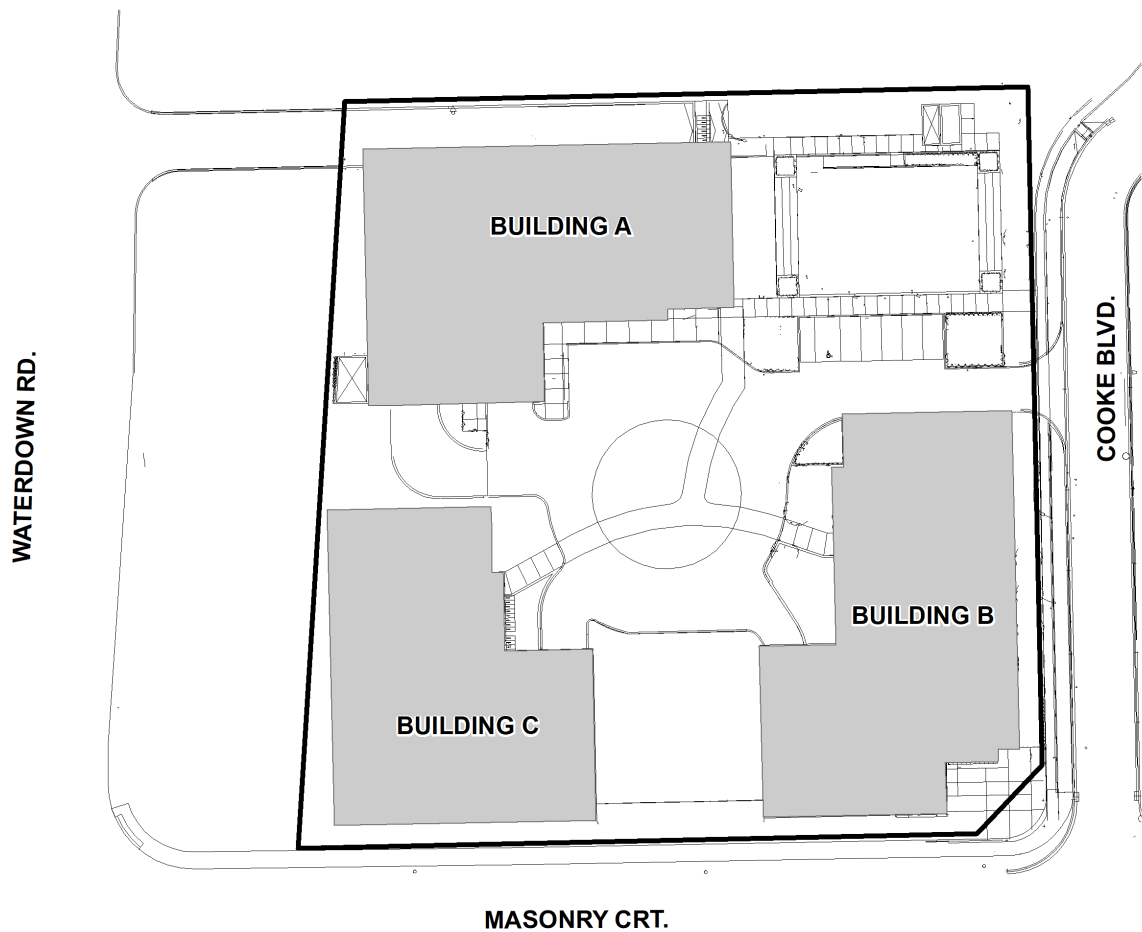 BUILDING A
COOKE BLVD.
WATERDOWN RD.
BUILDING B
BUILDING C
MASONRY CRT.